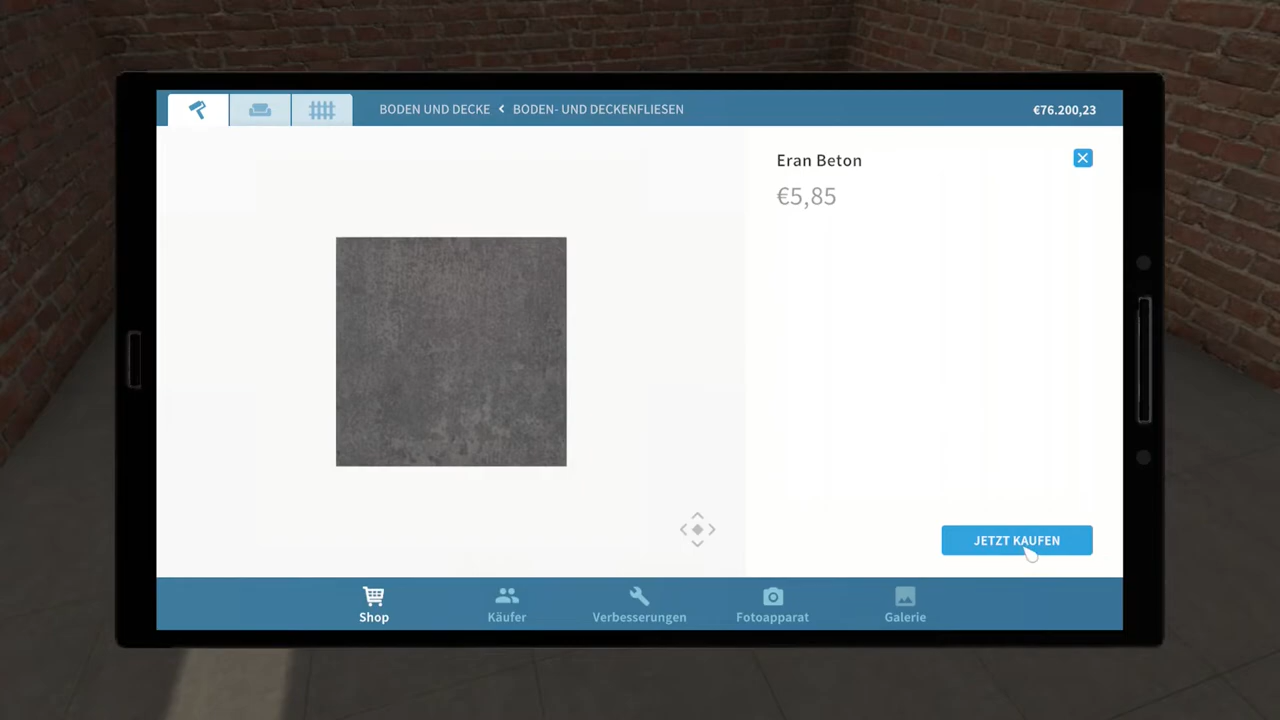 BODEN UND DECKE < BODEN- UND DECKENFLIESEN
€76.200,23
Eran Beton
€5,85
JETZT KAUFEN
Shop
Käufer
Verbesserungen
Fotoapparat
Galerie